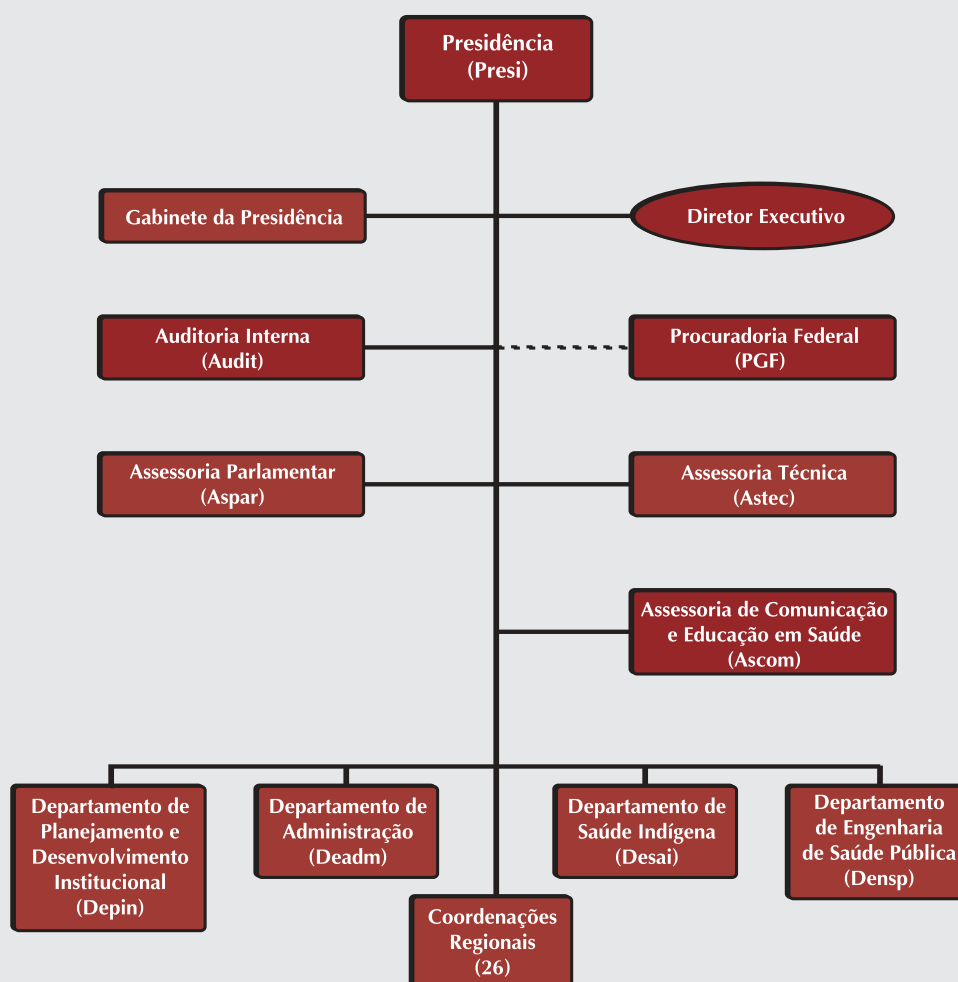 Presidência
(Presi)
Gabinete da Presidência
Diretor Executivo
Auditoria Interna
(Audit)
Procuradoria Federal
(PGF)
Assessoria Parlamentar
(Aspar)
Assessoria Técnica
(Astec)
Assessoria de Comunicação
e Educação em Saúde
(Ascom)
Departamento de
Planejamento e
Desenvolvimento
Institucional
(Depin)
Departamento de
Administração
(Deadm)
Departamento de
Saúde Indígena
(Desai)
Departamento
de Engenharia
de Saúde Pública
(Densp)
Coordenações
Regionais
(26)